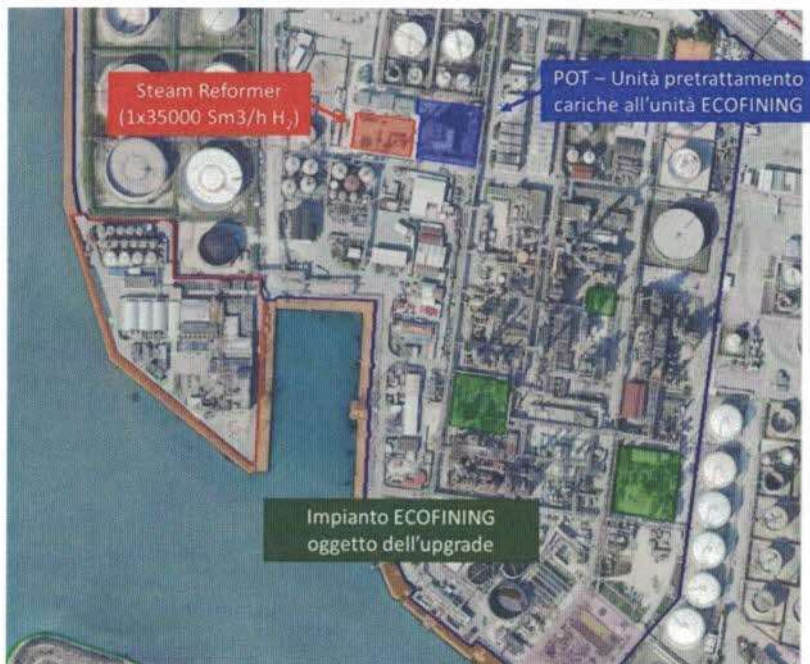 Steam Reformer
(1x35000 Sm3/h H₂)
POT – Unità pretrattamento
cariche all'unità ECOFINING
Impianto ECOFINING
oggetto dell'upgrade